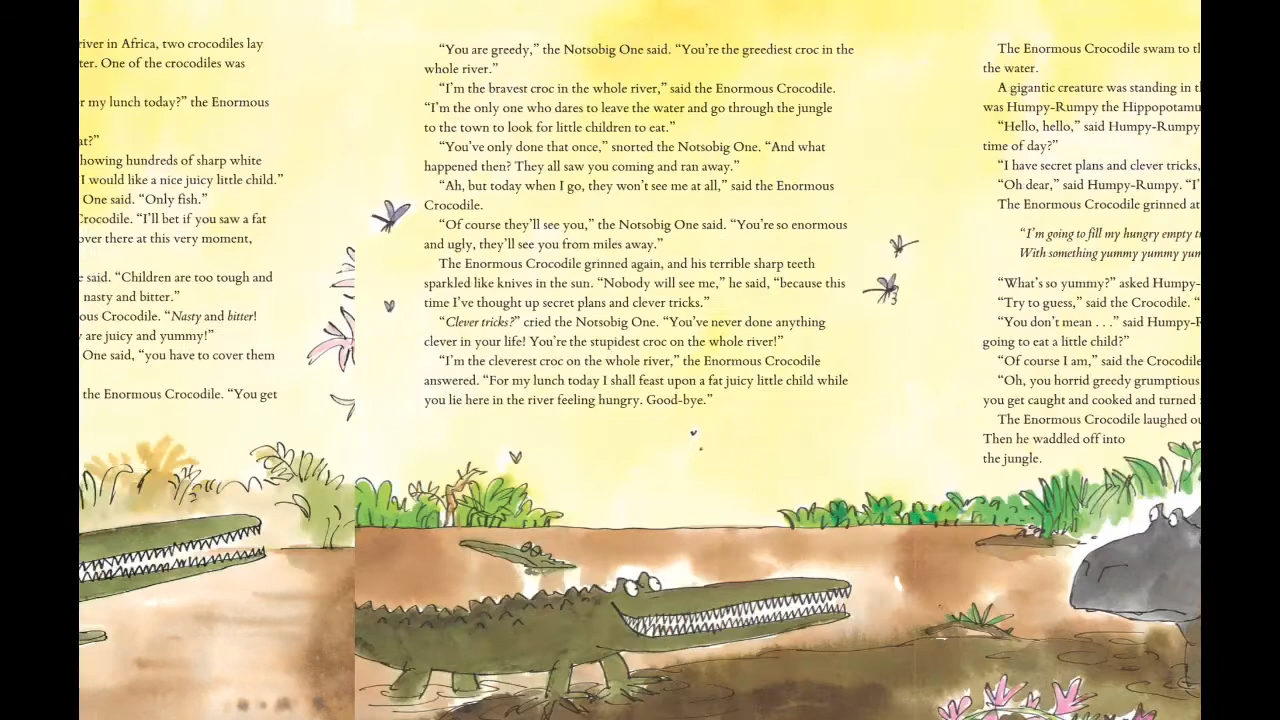 river in Africa, two crocodiles lay
ter. One of the crocodiles was
r my lunch today?” the Enormous
at?”
howing hundreds of sharp white
I would like a nice juicy little child.”
One said. “Only fish.”
Crocodile. “I’ll bet if you saw a fat
over there at this very moment,
e said. “Children are too tough and
nasty and bitter.”
ous Crocodile. “Nasty and bitter!
y are juicy and yummy!”
One said, “you have to cover them
the Enormous Crocodile. “You get
“You are greedy,” the Notsobig One said. “You’re the greediest croc in the
whole river.”
“I’m the bravest croc in the whole river,” said the Enormous Crocodile.
“I’m the only one who dares to leave the water and go through the jungle
to the town to look for little children to eat.”
“You’ve only done that once,” snorted the Notsobig One. “And what
happened then? They all saw you coming and ran away.”
“Ah, but today when I go, they won’t see me at all,” said the Enormous
Crocodile.
“Of course they’ll see you,” the Notsobig One said. “You’re so enormous
and ugly, they’ll see you from miles away.”
The Enormous Crocodile grinned again, and his terrible sharp teeth
sparkled like knives in the sun. “Nobody will see me,” he said, “because this
time I’ve thought up secret plans and clever tricks.”
“Clever tricks?” cried the Notsobig One. “You’ve never done anything
clever in your life! You’re the stupidest croc on the whole river!”
“I’m the cleverest croc on the whole river,” the Enormous Crocodile
answered. “For my lunch today I shall feast upon a fat juicy little child while
you lie here in the river feeling hungry. Good-bye.”
The Enormous Crocodile swam to th
the water.
A gigantic creature was standing in t
was Humpy-Rumpy the Hippopotamu
“Hello, hello,” said Humpy-Rumpy
time of day?”
“I have secret plans and clever tricks,
“Oh dear,” said Humpy-Rumpy. “I’
The Enormous Crocodile grinned at
“I’m going to fill my hungry empty t
With something yummy yummy yum
“What’s so yummy?” asked Humpy-
“Try to guess,” said the Crocodile. “
“You don’t mean . . .” said Humpy-R
going to eat a little child?”
“Of course I am,” said the Crocodile
“Oh, you horrid greedy grumptious
you get caught and cooked and turned
The Enormous Crocodile laughed ou
Then he waddled off into
the jungle.